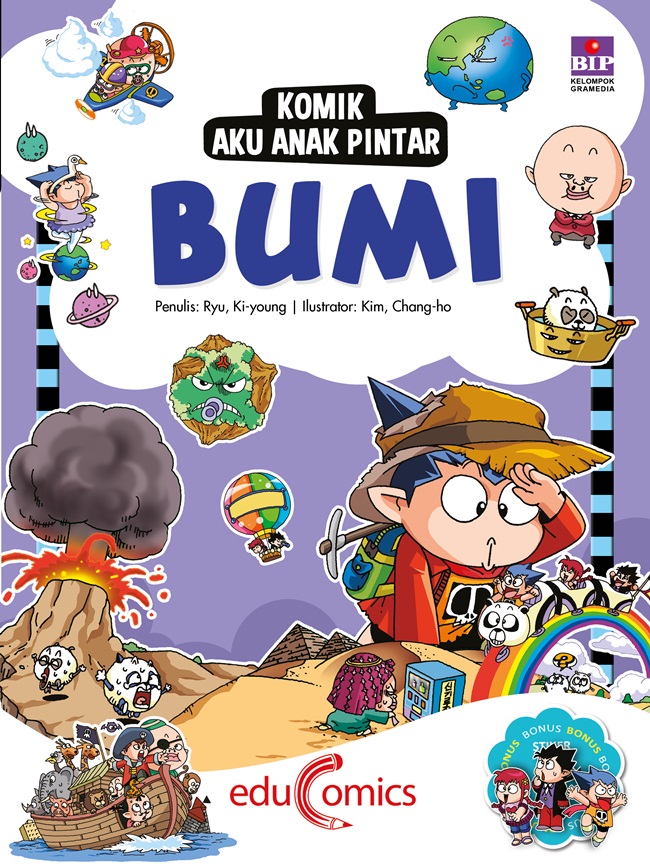 BIP
KELOMPOK
GRAMEDIA
KOMIK
AKU ANAK PINTAR
BUMI
Penulis: Ryu, Ki-young | Ilustrator: Kim, Chang-ho
BONUS BONUS BONUS
educomics